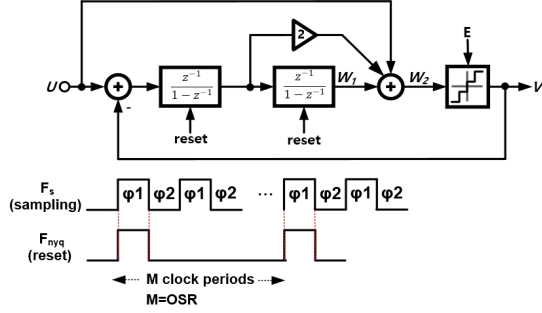 2
E
U
+
-
z⁻¹
1 - z⁻¹
z⁻¹
1 - z⁻¹
W₁
+
W₂
V
reset
reset
Fₛ
(sampling)
φ1 φ2 φ1 φ2 ... φ1 φ2 φ1 φ2
Fnyq
(reset)
M clock periods
M=OSR